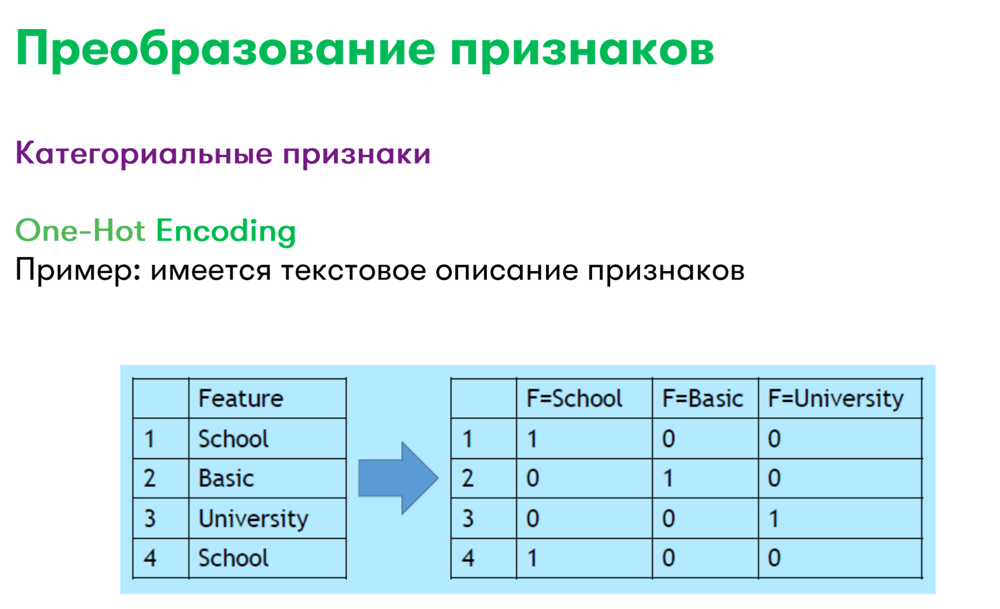 Преобразование признаков
Категориальные признаки
One-Hot Encoding
Пример: имеется текстовое описание признаков
Feature
1 School
2 Basic
3 University
4 School
F=School F=Basic F=University
1 1 0 0
2 0 1 0
3 0 0 1
4 1 0 0